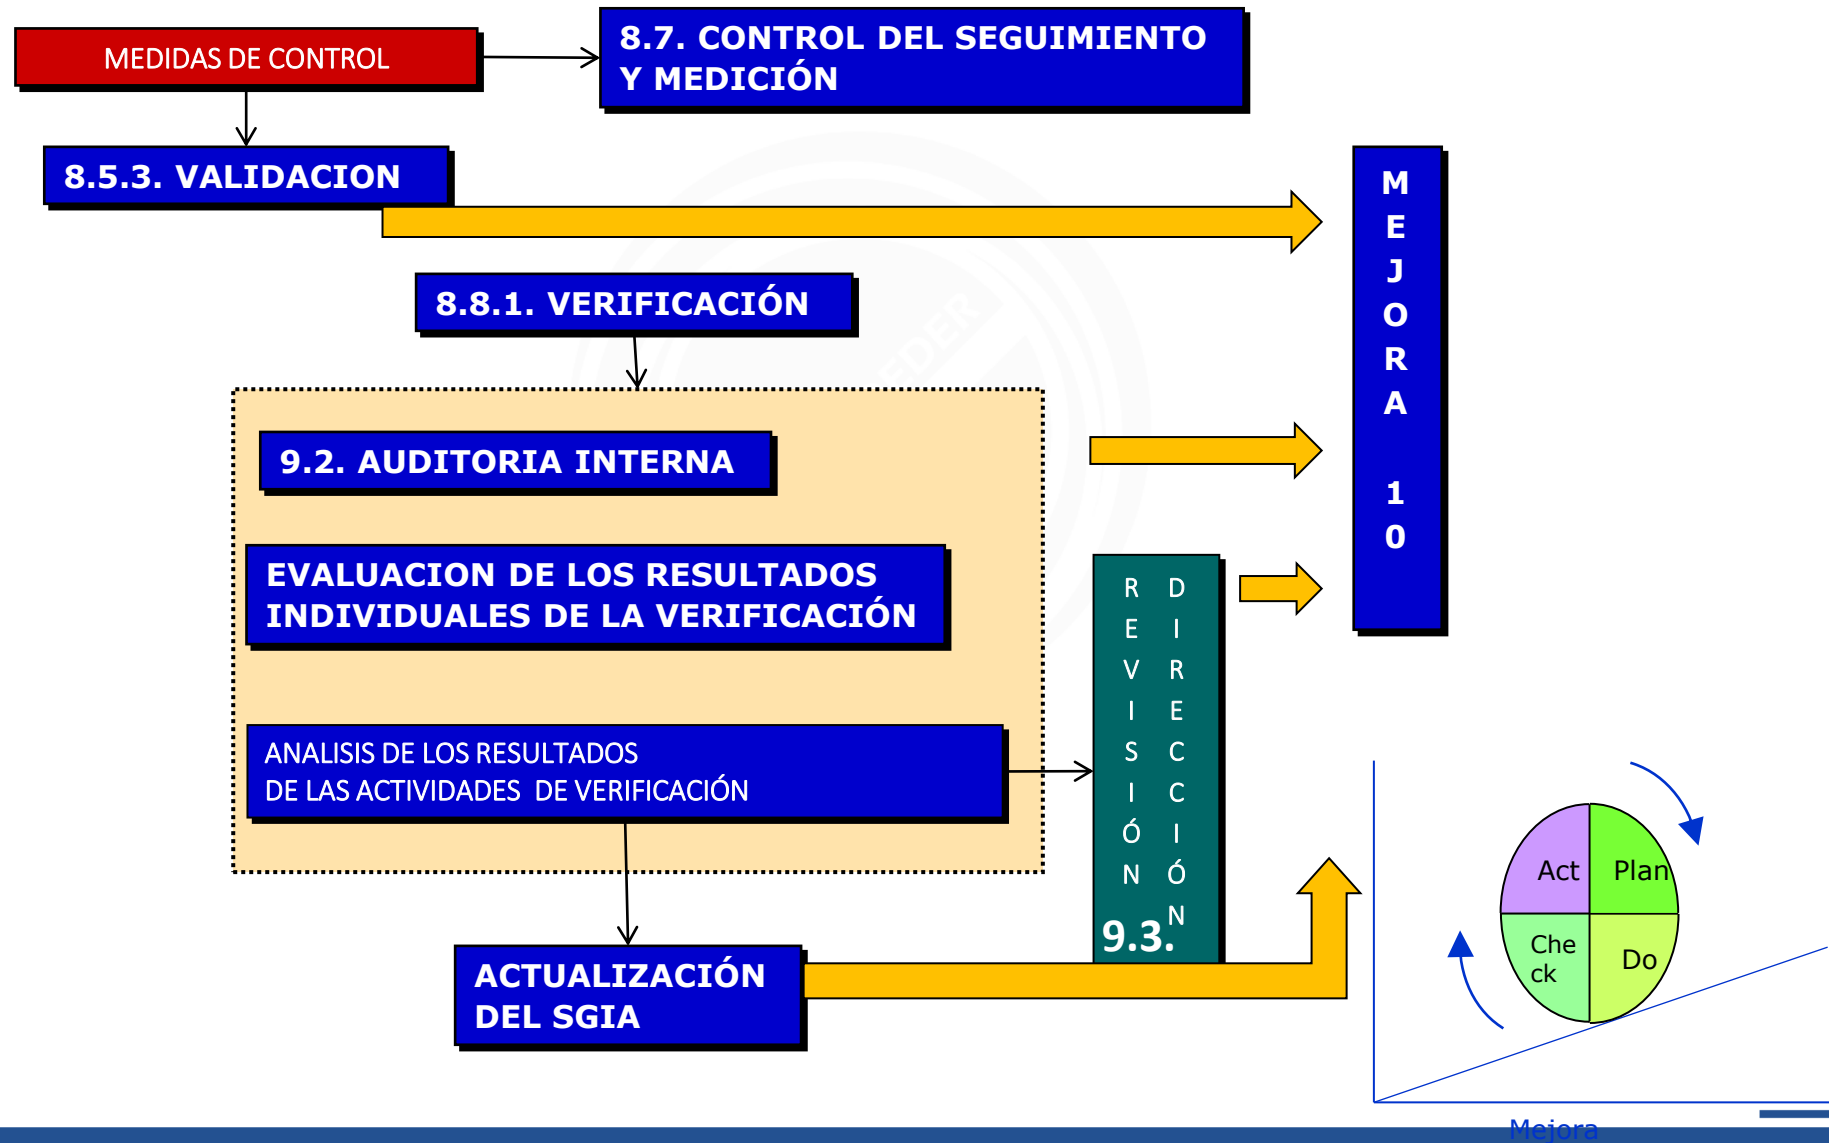 MEDIDAS DE CONTROL
8.7. CONTROL DEL SEGUIMIENTO
Y MEDICIÓN
8.5.3. VALIDACION
8.8.1. VERIFICACIÓN
9.2. AUDITORIA INTERNA
EVALUACION DE LOS RESULTADOS
INDIVIDUALES DE LA VERIFICACIÓN
ANALISIS DE LOS RESULTADOS
DE LAS ACTIVIDADES  DE VERIFICACIÓN
ACTUALIZACIÓN
DEL SGIA
REVISIÓN
DIRECCIÓN
9.3.
MEJORA
10
Act
Plan
Che
ck
Do
Mejora